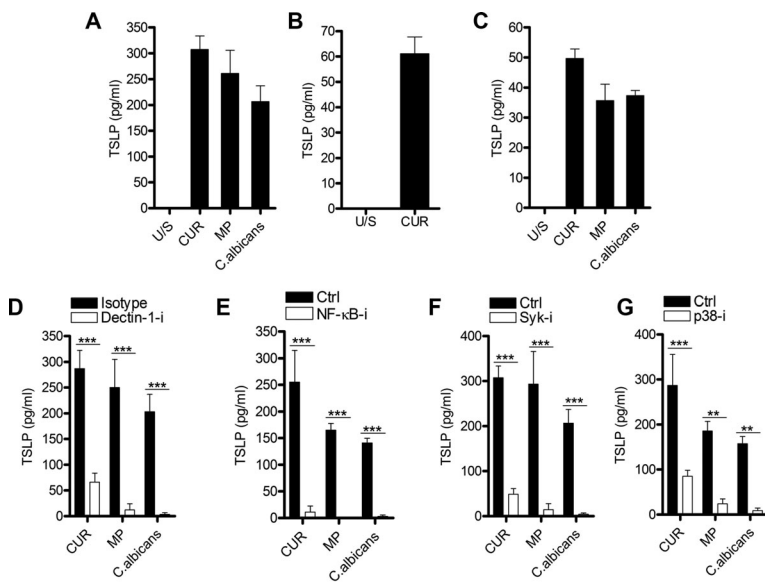 A
TSLP (pg/ml)
350
300
250
200
150
100
50
0
U/S
CUR
MP
C.albicans
B
TSLP (pg/ml)
70
60
50
40
30
20
10
0
U/S
CUR
C
TSLP (pg/ml)
60
50
40
30
20
10
0
U/S
CUR
MP
C.albicans
D
Isotype
Dectin-1-i
TSLP (pg/ml)
350
300
250
200
150
100
50
0
***
***
***
CUR
MP
C.albicans
E
Ctrl
NF-κB-i
TSLP (pg/ml)
350
300
250
200
150
100
50
0
***
***
***
CUR
MP
C.albicans
F
Ctrl
Syk-i
TSLP (pg/ml)
400
300
200
100
0
***
***
***
CUR
MP
C.albicans
G
Ctrl
p38-i
TSLP (pg/ml)
400
300
200
100
0
***
**
**
CUR
MP
C.albicans